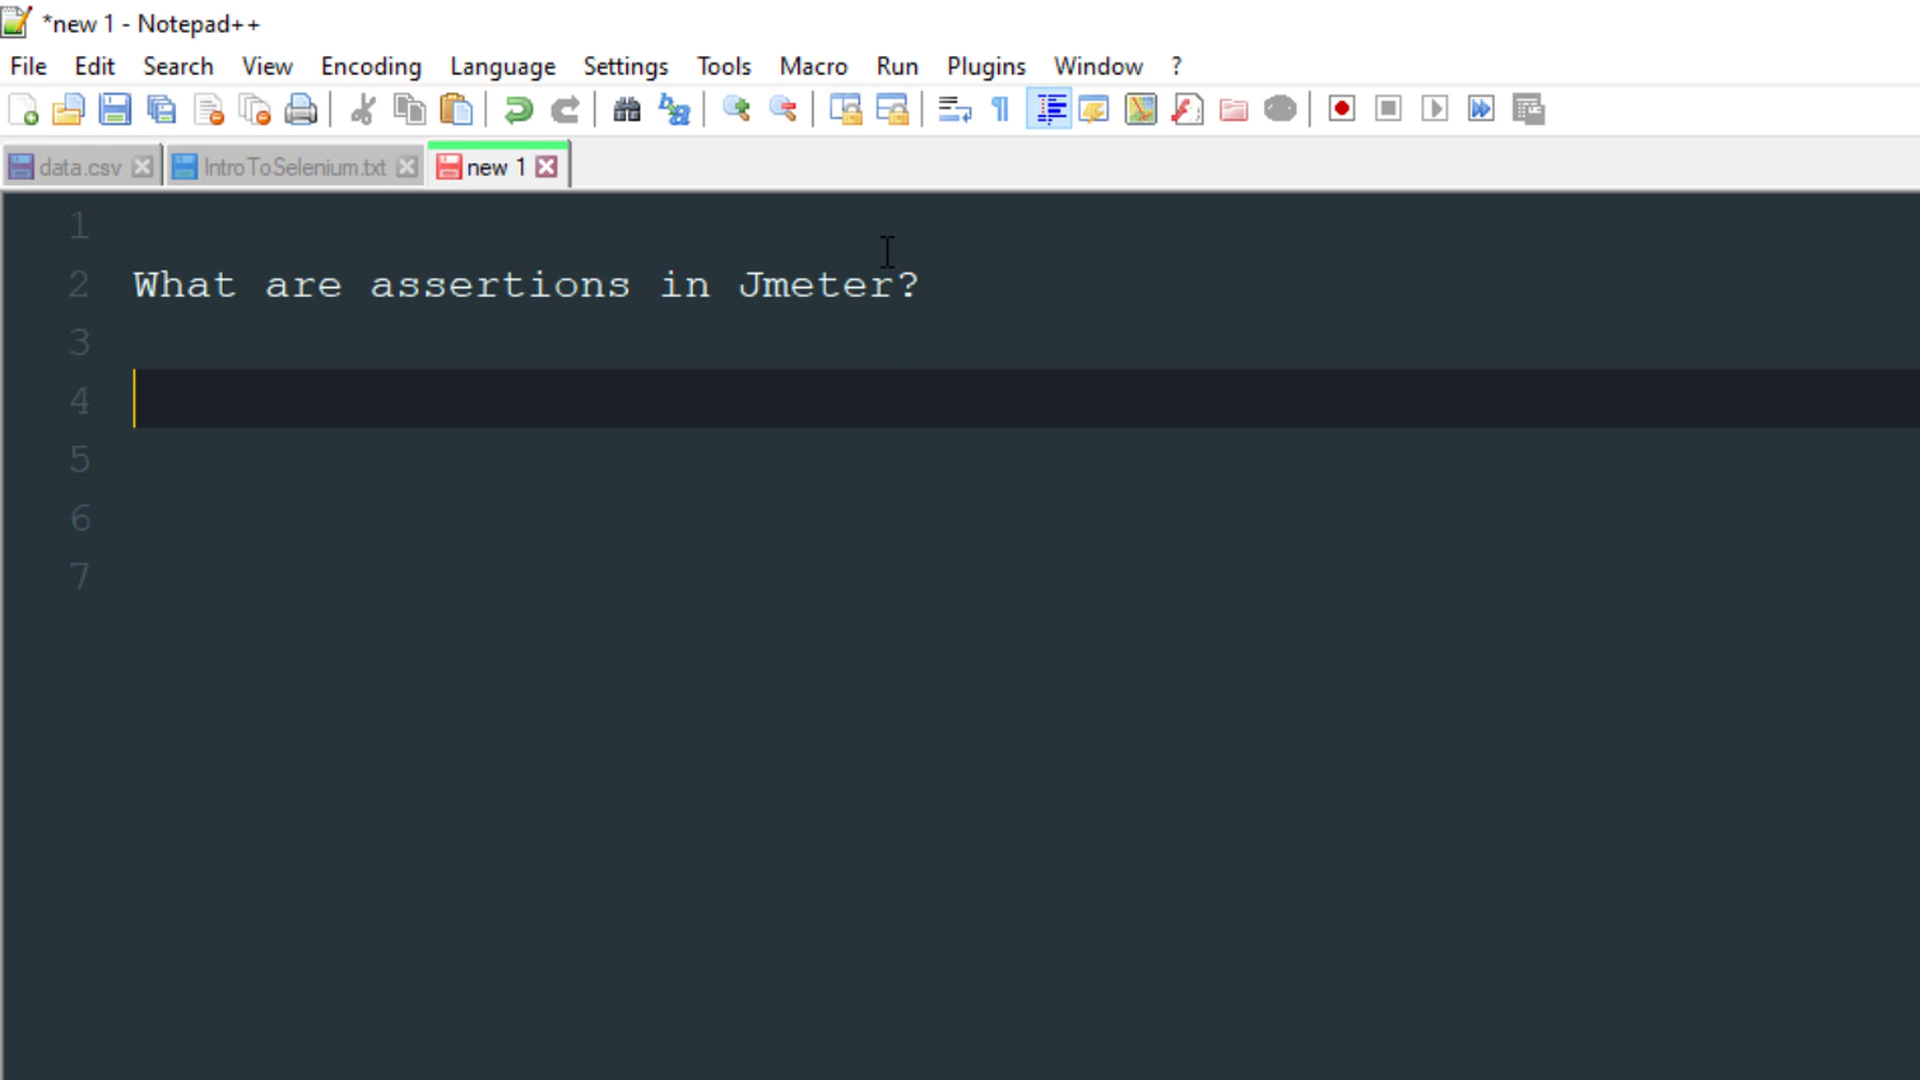 *new 1 - Notepad++
File Edit Search View Encoding Language Settings Tools Macro Run Plugins Window ?
data.csv IntroToSelenium.txt new 1
1
2 What are assertions in Jmeter?
3
4
5
6
7